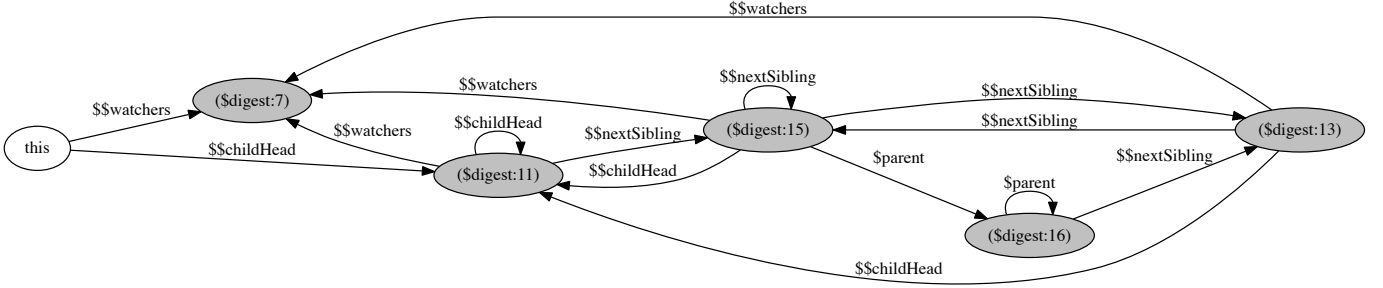 $$watchers
$$watchers
$$nextSibling
($digest:7)
$$watchers
$$nextSibling
$$childHead
$$watchers
$$nextSibling
$$nextSibling
($digest:15)
($digest:13)
this
$$childHead
($digest:11)
$$childHead
$parent
$$nextSibling
$parent
($digest:16)
$$childHead